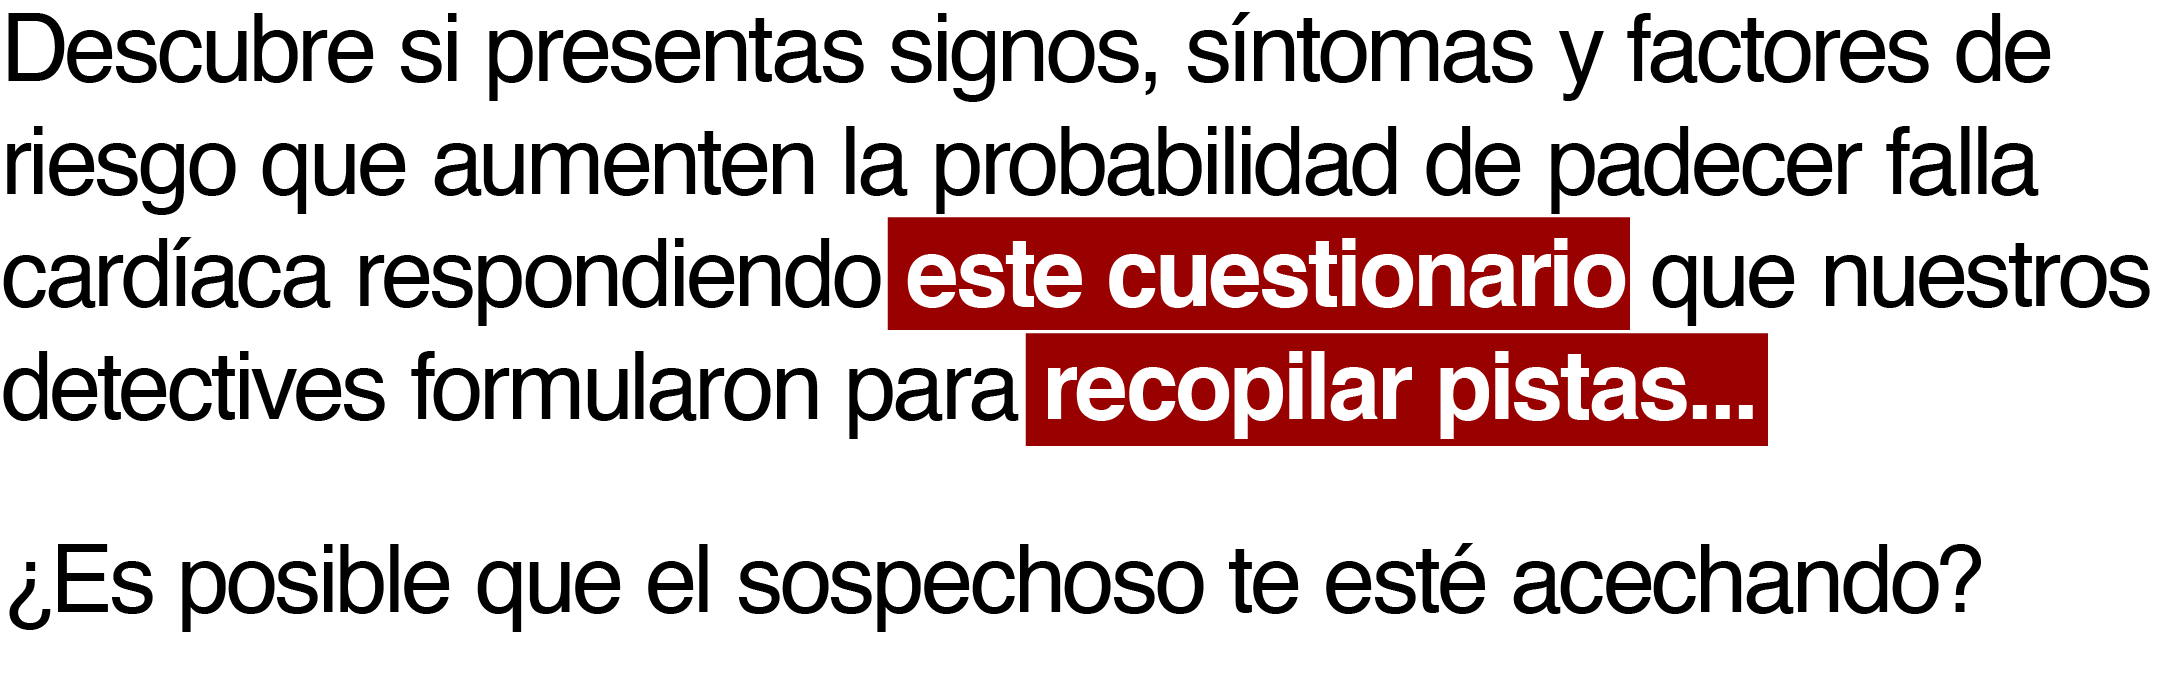 Descubre si presentas signos, síntomas y factores de
riesgo que aumenten la probabilidad de padecer falla
cardíaca respondiendo este cuestionario que nuestros
detectives formularon para recopilar pistas...
¿Es posible que el sospechoso te esté acechando?